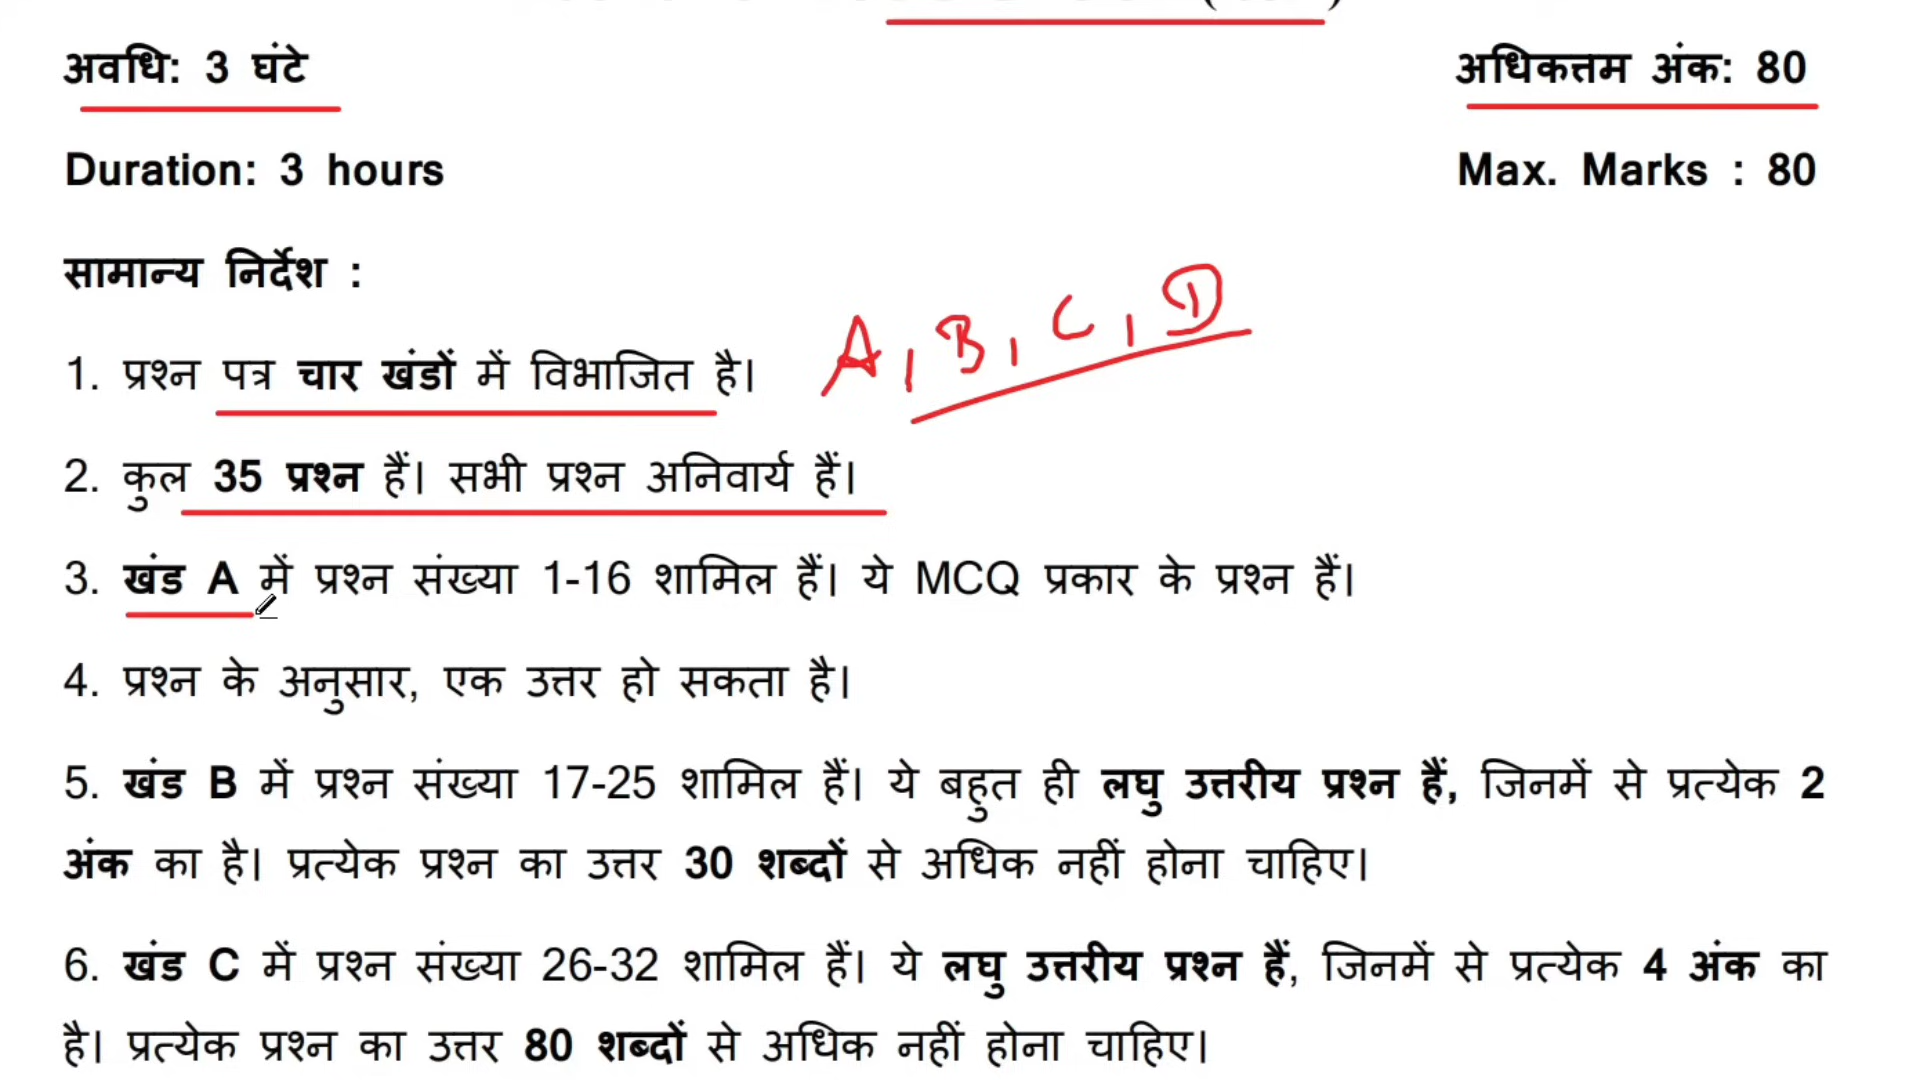 अवधि: 3 घंटे
अधिकत्तम अंक: 80
Duration: 3 hours
Max. Marks : 80
सामान्य निर्देश :
A, B, C, D
1. प्रश्न पत्र चार खंडों में विभाजित है।
2. कुल 35 प्रश्न हैं। सभी प्रश्न अनिवार्य हैं।
3. खंड A में प्रश्न संख्या 1-16 शामिल हैं। ये MCQ प्रकार के प्रश्न हैं।
4. प्रश्न के अनुसार, एक उत्तर हो सकता है।
5. खंड B में प्रश्न संख्या 17-25 शामिल हैं। ये बहुत ही लघु उत्तरीय प्रश्न हैं, जिनमें से प्रत्येक 2
अंक का है। प्रत्येक प्रश्न का उत्तर 30 शब्दों से अधिक नहीं होना चाहिए।
6. खंड C में प्रश्न संख्या 26-32 शामिल हैं। ये लघु उत्तरीय प्रश्न हैं, जिनमें से प्रत्येक 4 अंक का
है। प्रत्येक प्रश्न का उत्तर 80 शब्दों से अधिक नहीं होना चाहिए।